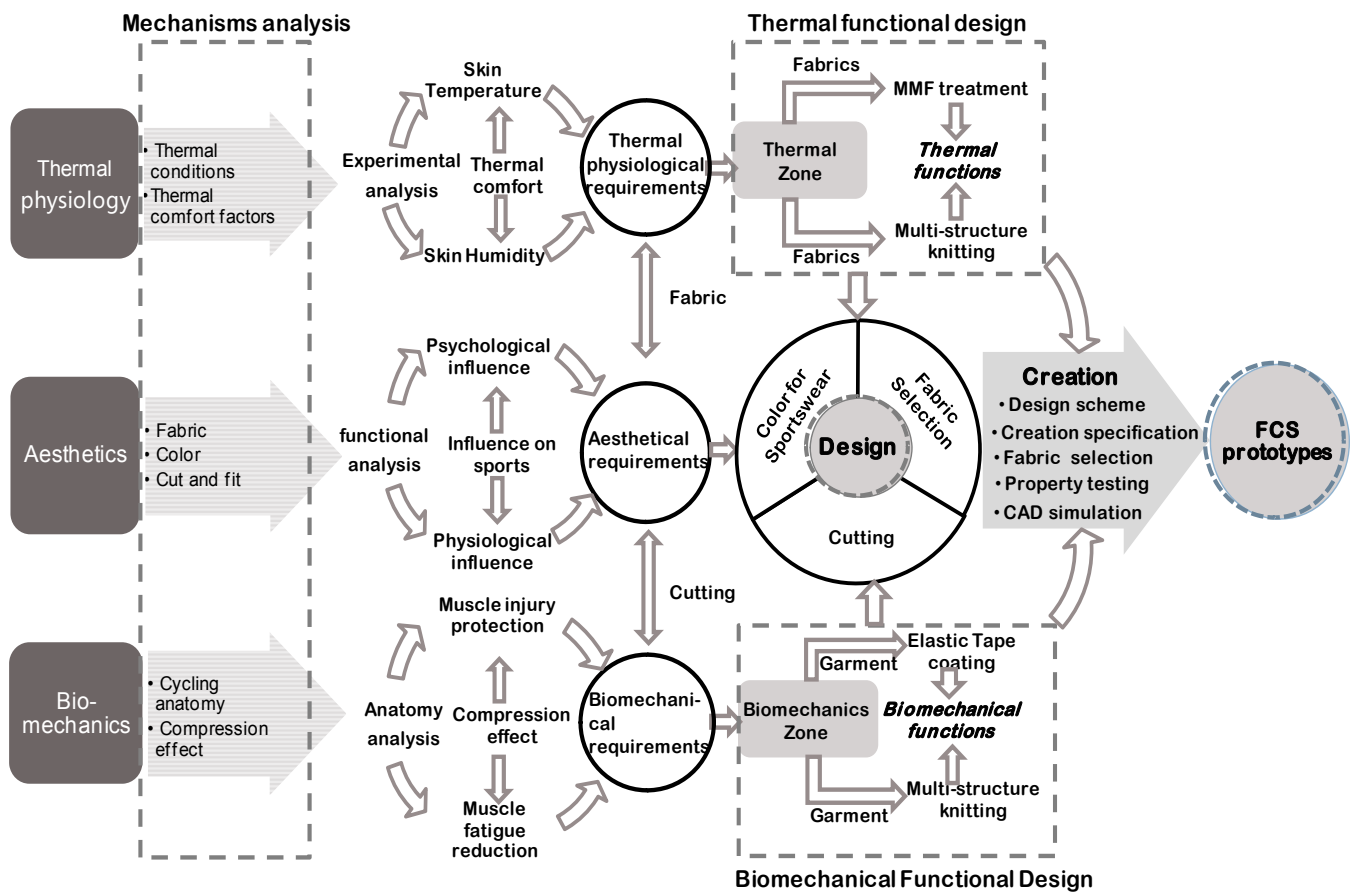 Mechanisms analysis
Thermal
physiology
• Thermal
conditions
• Thermal
comfort factors
Experimental
analysis
Skin
Temperature
Thermal
comfort
Skin Humidity
Thermal
physiological
requirements
Thermal functional design
Fabrics
MMF treatment
Thermal
Zone
Thermal
functions
Multi-structure
knitting
Fabrics
Fabric
Aesthetics
• Fabric
• Color
• Cut and fit
functional
analysis
Psychological
influence
Influence on
sports
Physiological
influence
Aesthetical
requirements
Color for
Sportswear
Fabric
Selection
Design
Cutting
Creation
• Design scheme
• Creation specification
• Fabric selection
• Property testing
• CAD simulation
FCS
prototypes
Cutting
Bio-
mechanics
• Cycling
anatomy
• Compression
effect
Anatomy
analysis
Muscle injury
protection
Compression
effect
Muscle
fatigue
reduction
Biomechani-
cal
requirements
Garment
Elastic Tape
coating
Biomechanics
Zone
Biomechanical
functions
Multi-structure
knitting
Garment
Biomechanical Functional Design